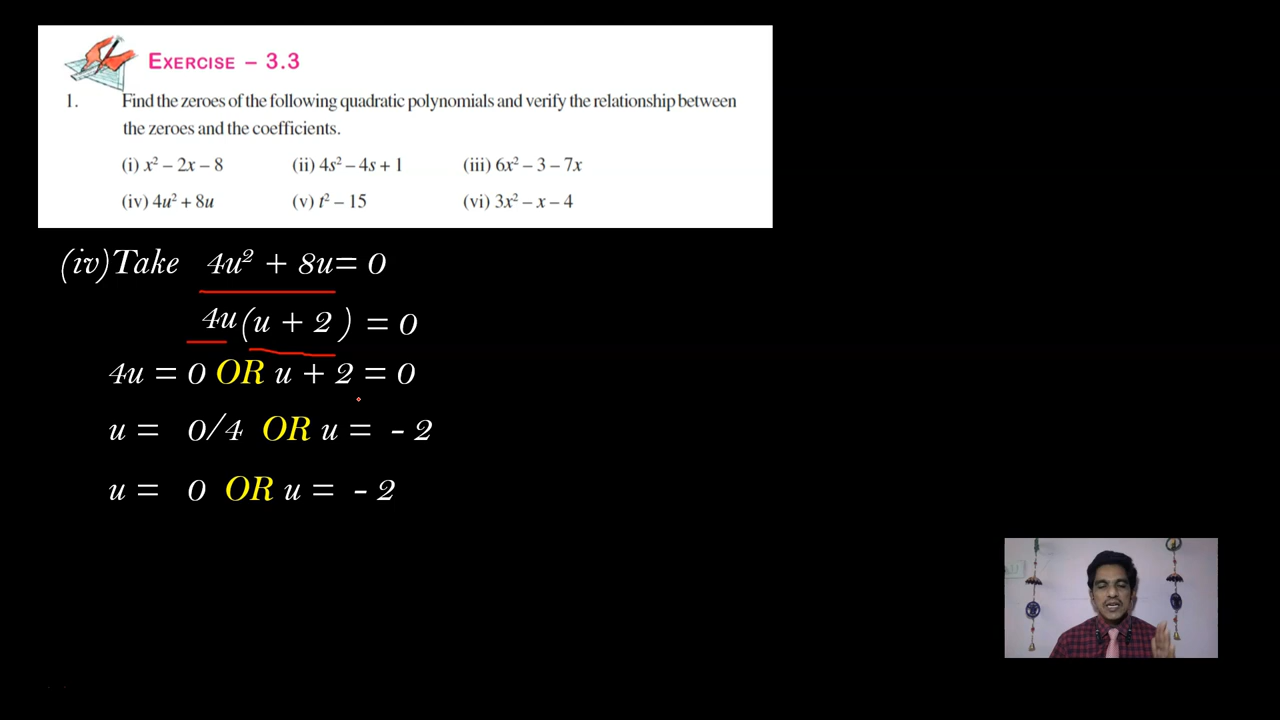 EXERCISE – 3.3
1. Find the zeroes of the following quadratic polynomials and verify the relationship between
the zeroes and the coefficients.
(i) x² – 2x – 8 (ii) 4s² – 4s + 1 (iii) 6x² – 3 – 7x
(iv) 4u² + 8u (v) t² – 15 (vi) 3x² – x – 4
(iv)Take 4u² + 8u= 0
4u(u + 2 ) = 0
4u = 0 OR u + 2 = 0
u = 0/4 OR u = - 2
u = 0 OR u = - 2